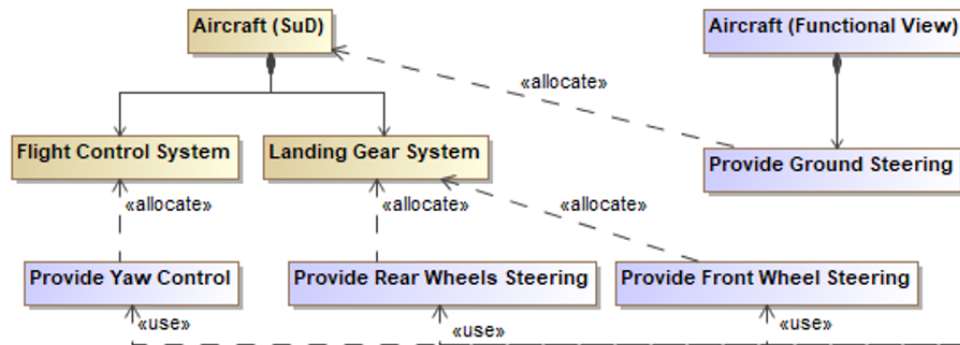 Aircraft (SuD)
Aircraft (Functional View)
«allocate»
Flight Control System
Landing Gear System
Provide Ground Steering
«allocate»
«allocate»
«allocate»
Provide Yaw Control
Provide Rear Wheels Steering
Provide Front Wheel Steering
«use»
«use»
«use»